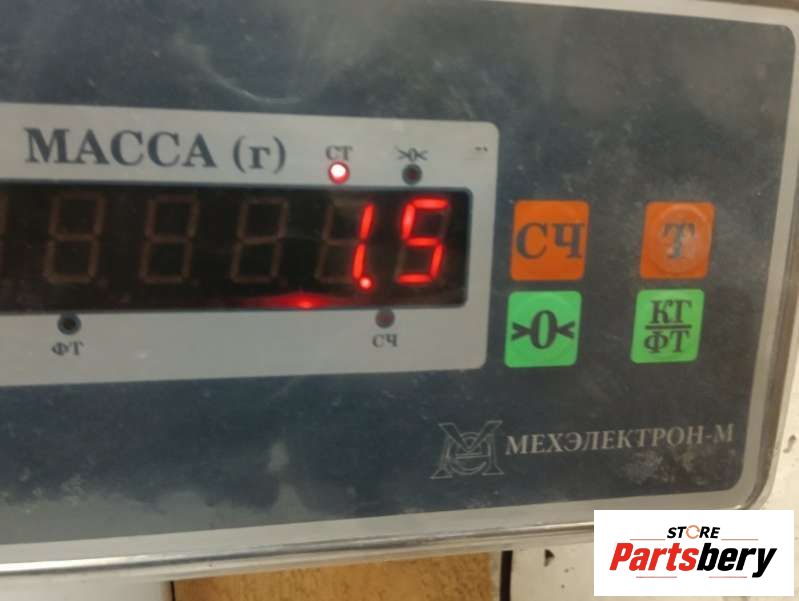 МАССА (г)
СТ >0<
1.5
ФТ СЧ
СЧ Т
>0< КГ
ФТ
МЕХЭЛЕКТРОН-М
STORE
Partsbery